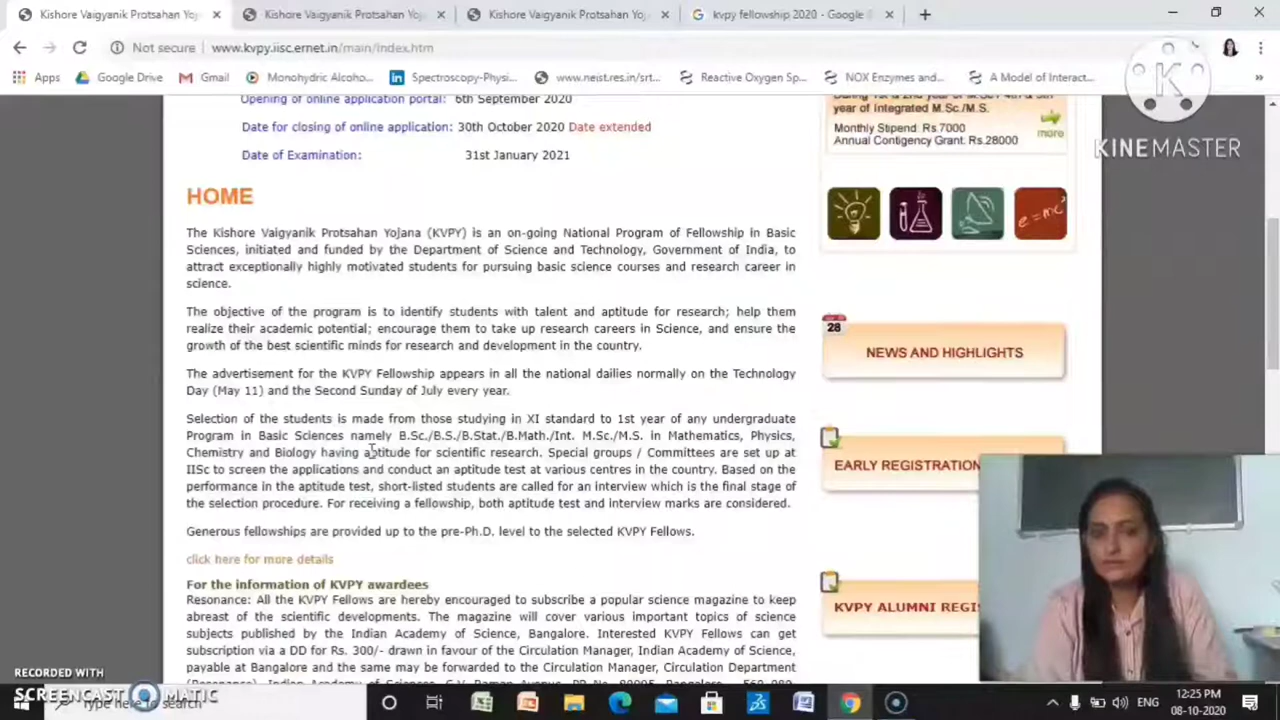 Kishore Vaigyanik Protsahan Yoj
Kishore Vaigyanik Protsahan Yoj
Kishore Vaigyanik Protsahan Yoj
kvpy fellowship 2020 - Google
Not secure
www.kvpy.iisc.ernet.in/main/index.htm
Apps
Google Drive
Gmail
Monohydric Alcoho...
Spectroscopy-Physi...
www.neist.res.in/srt...
Reactive Oxygen Sp...
NOX Enzymes and...
A Model of Interact...
K
KINEMASTER
Opening of online application portal: 6th September 2020
Date for closing of online application: 30th October 2020 Date extended
Date of Examination: 31st January 2021
During 1st & 2nd year of M.Sc./ 4th & 5th
year of Integrated M.Sc./M.S.
Monthly Stipend: Rs.7000
Annual Contigency Grant. Rs.28000
more
HOME
The Kishore Vaigyanik Protsahan Yojana (KVPY) is an on-going National Program of Fellowship in Basic
Sciences, initiated and funded by the Department of Science and Technology, Government of India, to
attract exceptionally highly motivated students for pursuing basic science courses and research career in
science.
The objective of the program is to identify students with talent and aptitude for research; help them
realize their academic potential; encourage them to take up research careers in Science, and ensure the
growth of the best scientific minds for research and development in the country.
The advertisement for the KVPY Fellowship appears in all the national dailies normally on the Technology
Day (May 11) and the Second Sunday of July every year.
Selection of the students is made from those studying in XI standard to 1st year of any undergraduate
Program in Basic Sciences namely B.Sc./B.S./B.Stat./B.Math./Int. M.Sc./M.S. in Mathematics, Physics,
Chemistry and Biology having aptitude for scientific research. Special groups / Committees are set up at
IISc to screen the applications and conduct an aptitude test at various centres in the country. Based on the
performance in the aptitude test, short-listed students are called for an interview which is the final stage of
the selection procedure. For receiving a fellowship, both aptitude test and interview marks are considered.
Generous fellowships are provided up to the pre-Ph.D. level to the selected KVPY Fellows.
click here for more details
For the information of KVPY awardees
Resonance: All the KVPY Fellows are hereby encouraged to subscribe a popular science magazine to keep
abreast of the scientific developments. The magazine will cover various important topics of science
subjects published by the Indian Academy of Science, Bangalore. Interested KVPY Fellows can get
subscription via a DD for Rs. 300/- drawn in favour of the Circulation Manager, Indian Academy of Science,
payable at Bangalore and the same may be forwarded to the Circulation Manager, Circulation Department
e=mc²
28
NEWS AND HIGHLIGHTS
EARLY REGISTRATION
KVPY ALUMNI REGI
RECORDED WITH
SCREENCAST MATIC
Type here to search
ENG
12:25 PM
08-10-2020